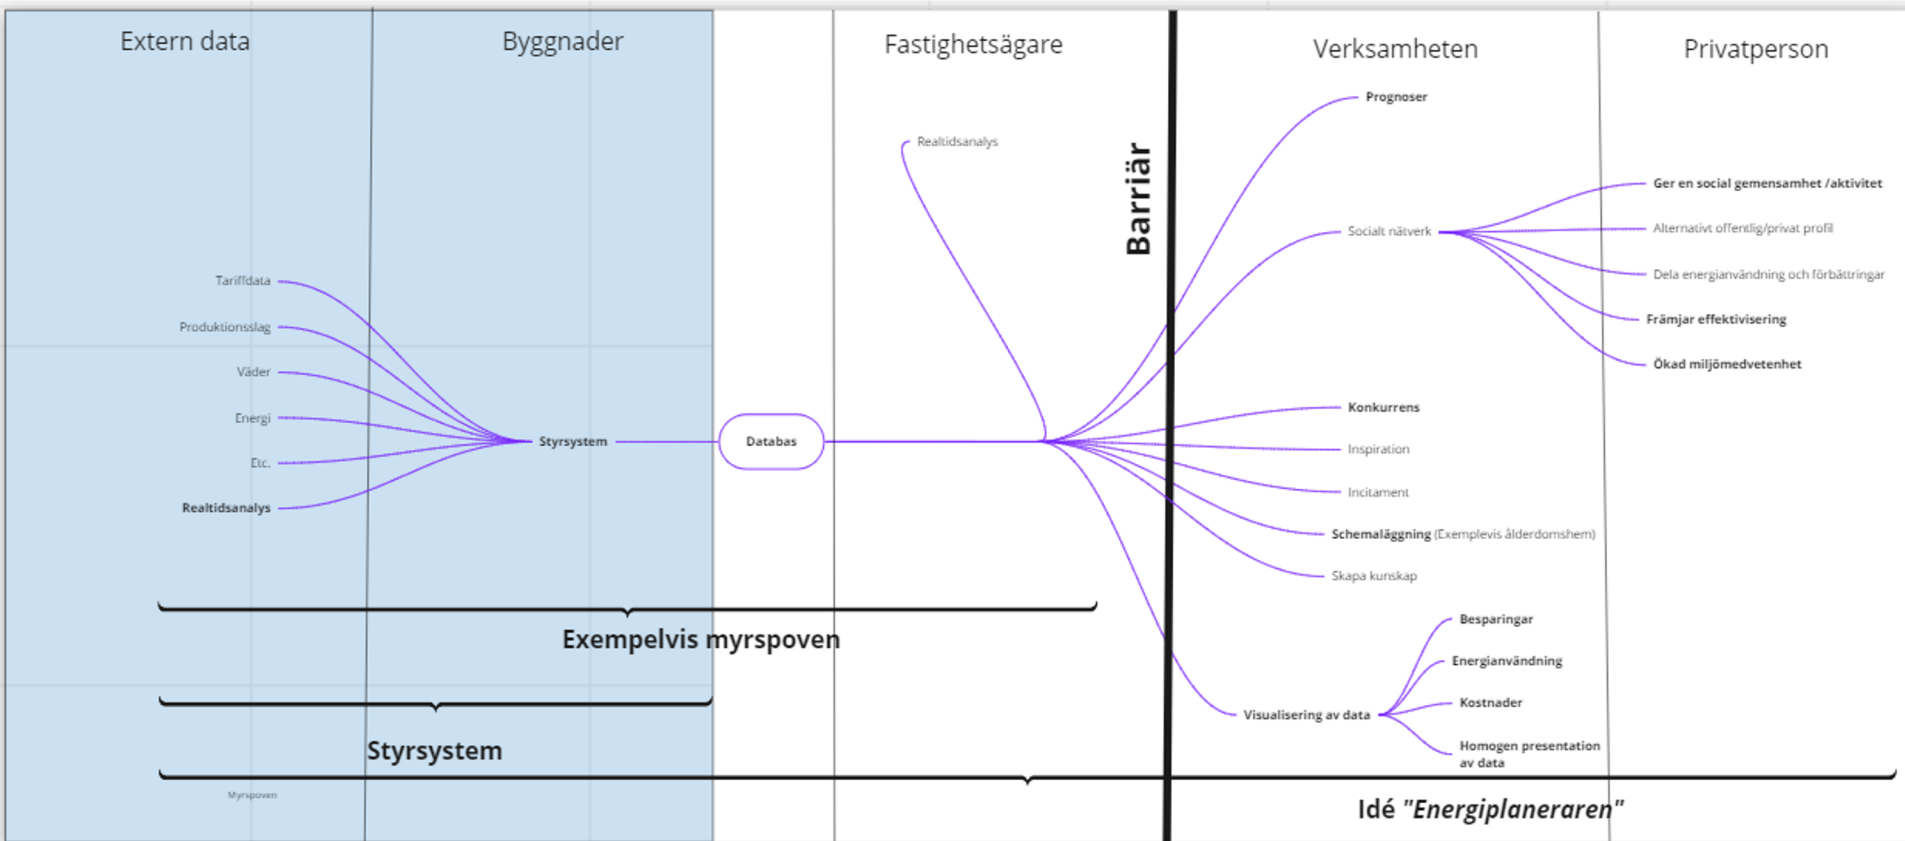 Extern data
Byggnader
Fastighetsägare
Verksamheten
Privatperson
Barriär
Tariffdata
Produktionsslag
Väder
Energi
Etc.
Realtidsanalys
Styrsystem
Databas
Realtidsanalys
Prognoser
Socialt nätverk
Ger en social gemensamhet /aktivitet
Alternativt offentlig/privat profil
Dela energianvändning och förbättringar
Främjar effektivisering
Ökad miljömedvetenhet
Konkurrens
Inspiration
Incitament
Schemaläggning (Exemplevis ålderdomshem)
Skapa kunskap
Visualisering av data
Besparingar
Energianvändning
Kostnader
Homogen presentation
av data
Exempelvis myrspoven
Styrsystem
Myrspoven
Idé "Energiplaneraren"